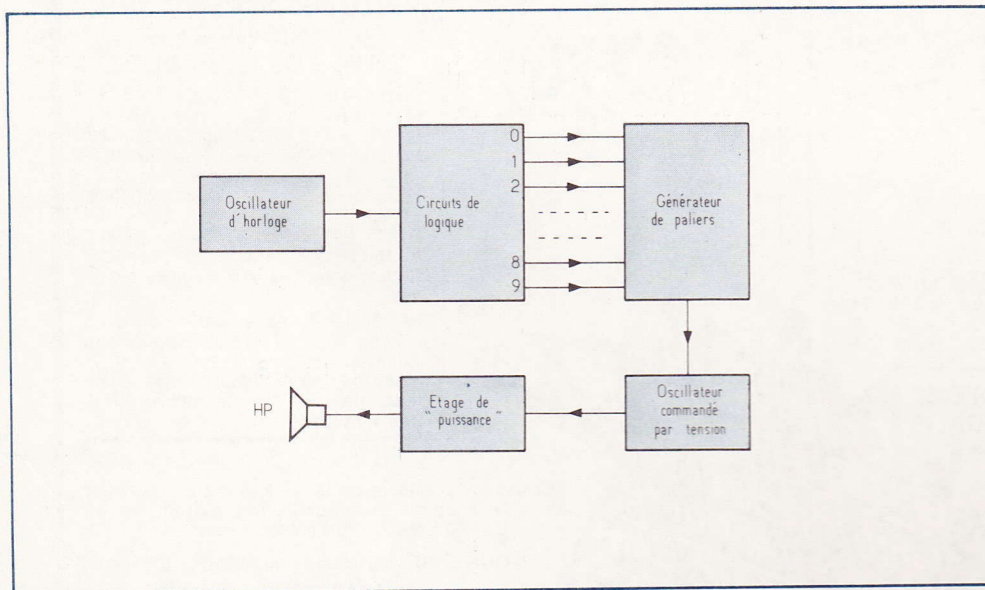 Oscillateur
d'horloge
Circuits de
logique
0
1
2
8
9
Générateur
de paliers
HP
Etage de
"puissance"
Oscillateur
commandé
par tension